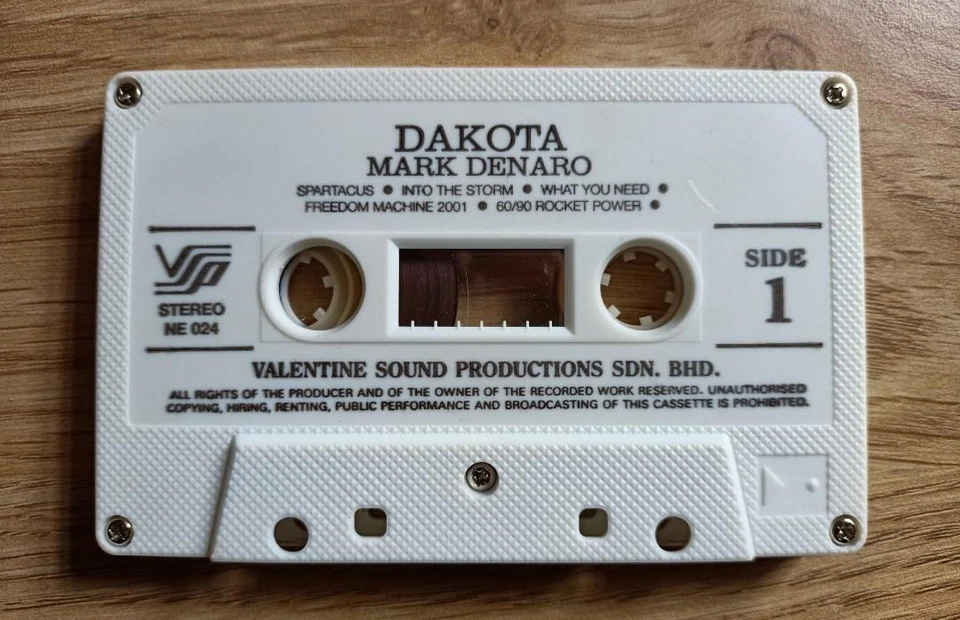 DAKOTA
MARK DENARO
SPARTACUS ● INTO THE STORM ● WHAT YOU NEED ●
FREEDOM MACHINE 2001 ● 60/90 ROCKET POWER ●
VSP
STEREO
NE 024
SIDE
1
VALENTINE SOUND PRODUCTIONS SDN. BHD.
ALL RIGHTS OF THE PRODUCER AND OF THE OWNER OF THE RECORDED WORK RESERVED. UNAUTHORISED
COPYING, HIRING, RENTING, PUBLIC PERFORMANCE AND BROADCASTING OF THIS CASSETTE IS PROHIBITED.